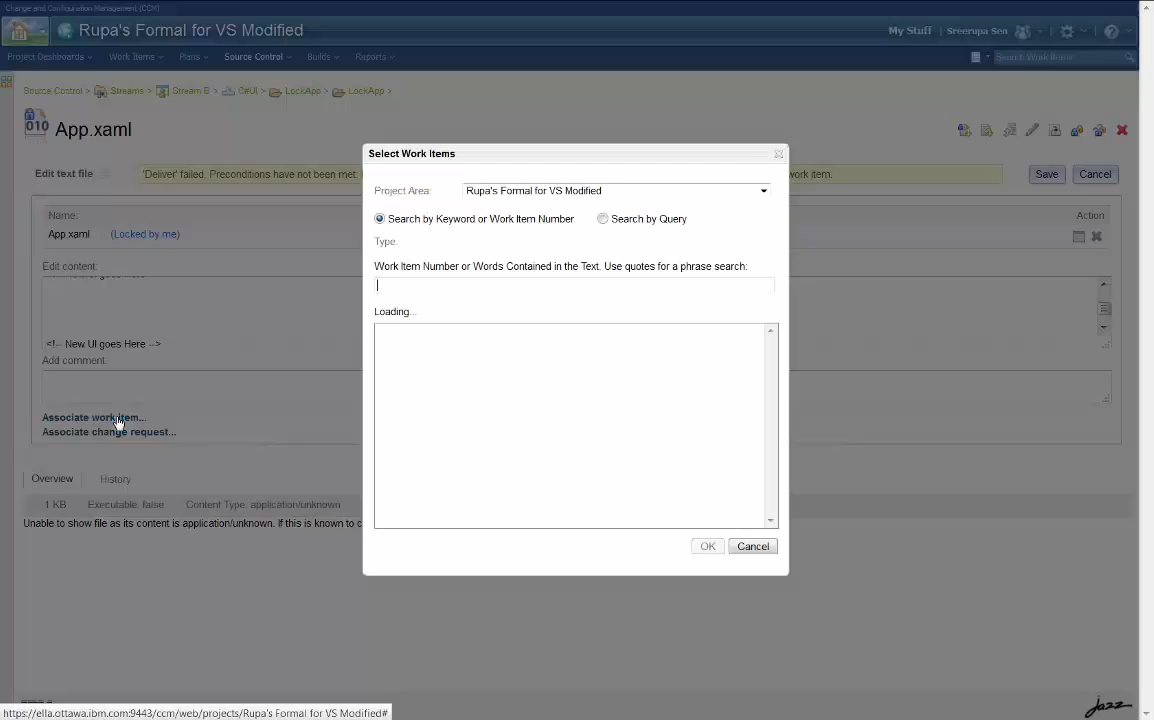 Change and Configuration Management (CCM)
Rupa's Formal for VS Modified
My Stuff Sreerupa Sen
Project Dashboards Work Items Plans Source Control Builds Reports
Search Work Items
Source Control > Streams > Stream B > C#UI > LockApp > LockApp >
010 App.xaml
Edit text file
'Deliver' failed. Preconditions have not been met:
work item.
Save Cancel
Name:
Action
App.xaml (Locked by me)
Edit content:
<!-- New UI goes Here -->
Add comment:
Associate work item...
Associate change request...
Overview History
1 KB Executable: false Content Type: application/unknown
Unable to show file as its content is application/unknown. If this is known to c
Select Work Items
Project Area: Rupa's Formal for VS Modified
Search by Keyword or Work Item Number Search by Query
Type:
Work Item Number or Words Contained in the Text. Use quotes for a phrase search:
Loading...
OK Cancel
https://ella.ottawa.ibm.com:9443/ccm/web/projects/Rupa's Formal for VS Modified#
Jazz